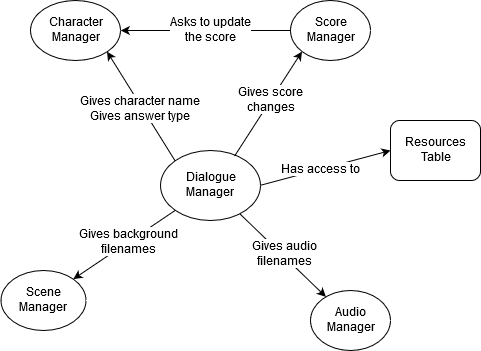 Character
Manager
Asks to update
the score
Score
Manager
Gives character name
Gives answer type
Gives score
changes
Resources
Table
Has access to
Dialogue
Manager
Gives background
filenames
Gives audio
filenames
Scene
Manager
Audio
Manager